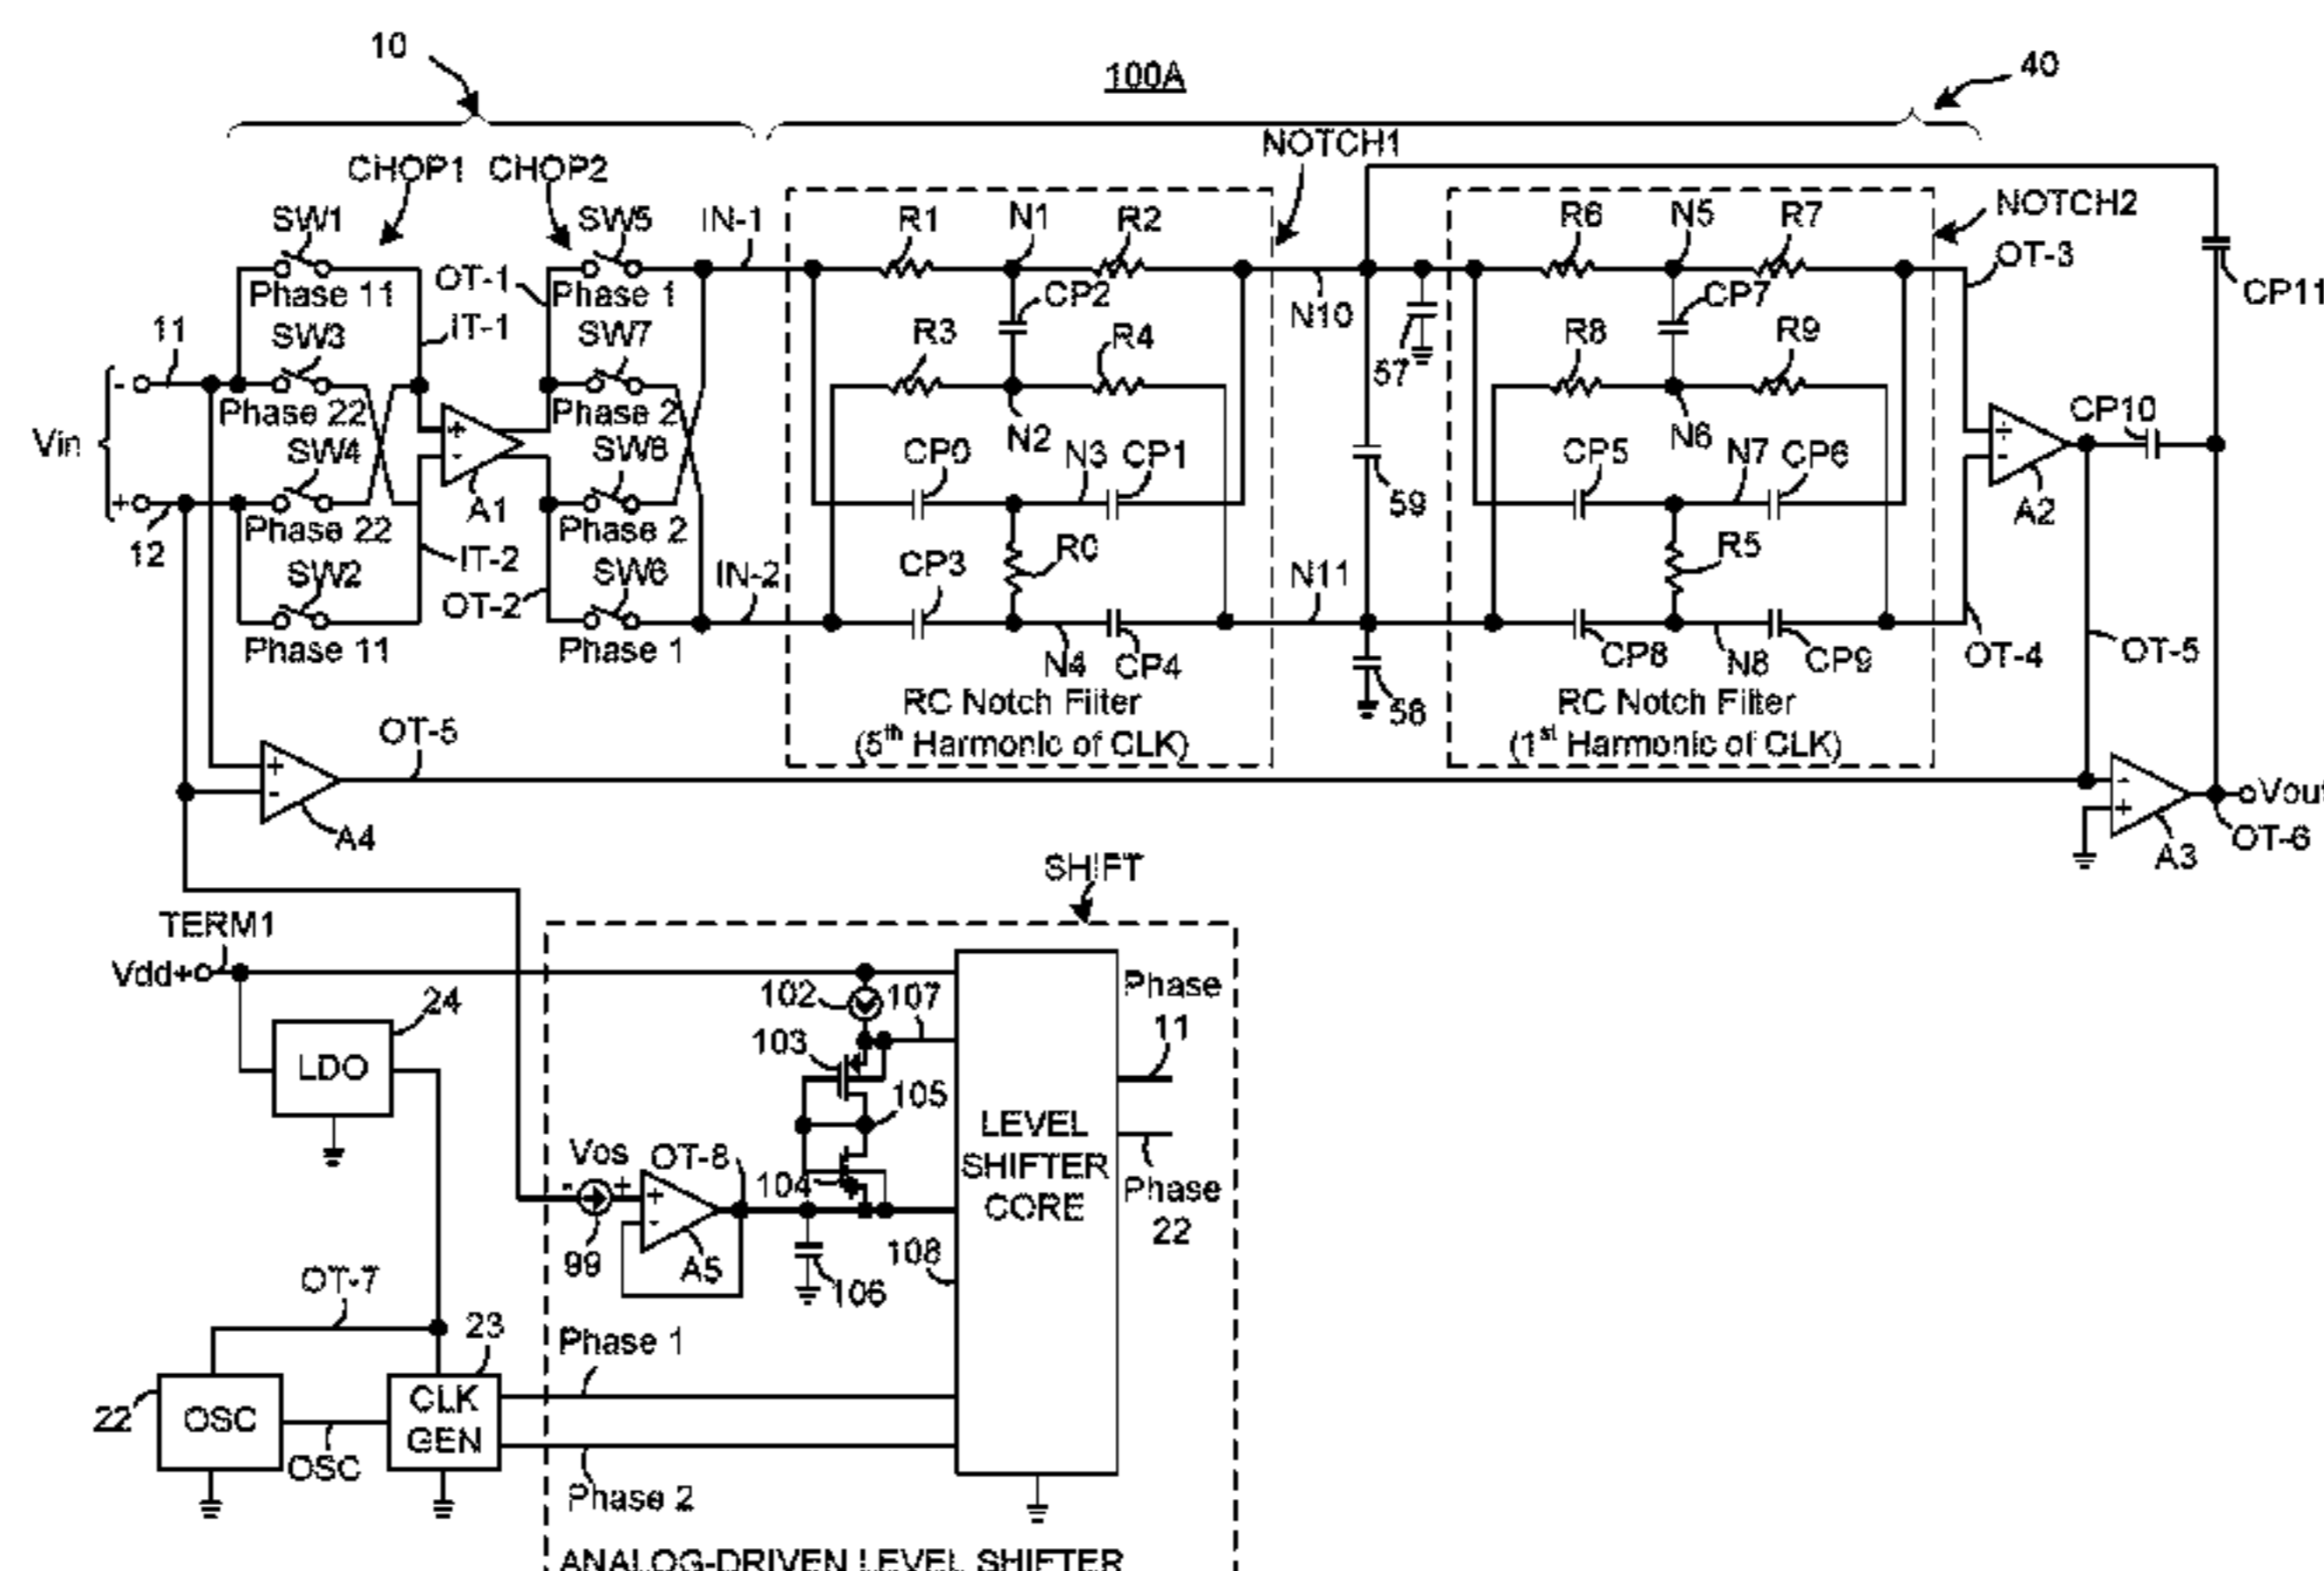 10
100A
40
CHOP1 CHOP2
NOTCH1
NOTCH2
SW1
Phase 11
OT-1
SW5
Phase 1
IN-1
R1
N1
R2
R6
N5
R7
OT-3
CP11
11
SW3
IT-1
Phase 22
SW7
Phase 2
CP2
N10
CP7
R3
R4
57
R8
R9
N2
N6
CP10
Vin
-
+
12
SW4
Phase 22
+
-
A1
SW8
Phase 2
CP0
N3
CP1
59
CP5
N7
CP6
+
-
A2
SW2
IT-2
Phase 11
OT-2
SW6
Phase 1
IN-2
CP3
R0
N11
R5
N4
CP4
58
CP8
N8
CP9
OT-4
OT-5
RC Notch Filter
(5th Harmonic of CLK)
RC Notch Filter
(1st Harmonic of CLK)
OT-5
+
-
A4
-
+
A3
Vout
OT-6
SHIFT
TERM1
Vdd+
24
LDO
102
107
103
105
Phase
11
LEVEL
SHIFTER
CORE
Phase
22
Vos
- +
OT-8
104
+
-
99
A5
106
108
OT-7
23
Phase 1
22
OSC
OSC
CLK
GEN
Phase 2
ANALOG-DRIVEN LEVEL SHIFTER